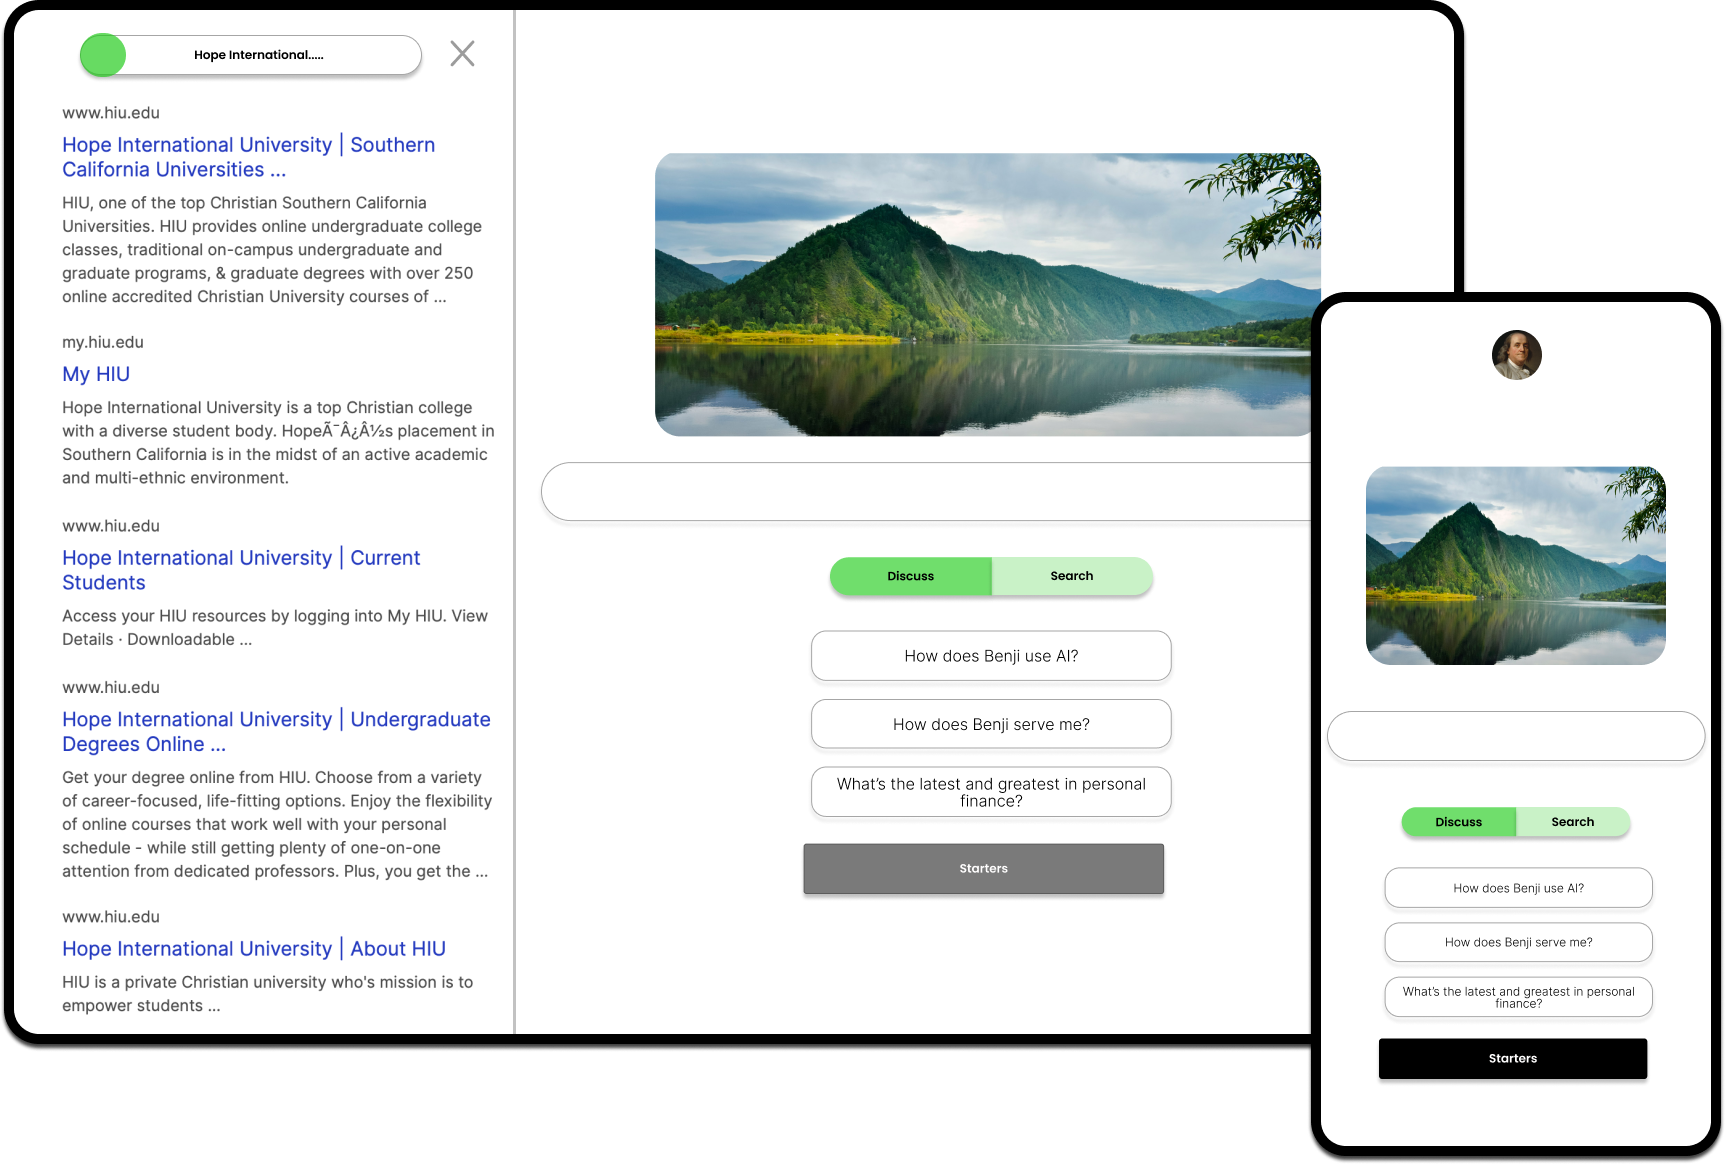 Hope International.....
www.hiu.edu
Hope International University | Southern
California Universities ...
HIU, one of the top Christian Southern California
Universities. HIU provides online undergraduate college
classes, traditional on-campus undergraduate and
graduate programs, & graduate degrees with over 250
online accredited Christian University courses of ...
my.hiu.edu
My HIU
Hope International University is a top Christian college
with a diverse student body. HopeÃ¯Â¿Â½s placement in
Southern California is in the midst of an active academic
and multi-ethnic environment.
www.hiu.edu
Hope International University | Current
Students
Access your HIU resources by logging into My HIU. View
Details · Downloadable ...
www.hiu.edu
Hope International University | Undergraduate
Degrees Online ...
Get your degree online from HIU. Choose from a variety
of career-focused, life-fitting options. Enjoy the flexibility
of online courses that work well with your personal
schedule - while still getting plenty of one-on-one
attention from dedicated professors. Plus, you get the ...
www.hiu.edu
Hope International University | About HIU
HIU is a private Christian university who's mission is to
empower students ...
Discuss
Search
How does Benji use AI?
How does Benji serve me?
What's the latest and greatest in personal
finance?
Starters
Discuss
Search
How does Benji use AI?
How does Benji serve me?
What's the latest and greatest in personal
finance?
Starters